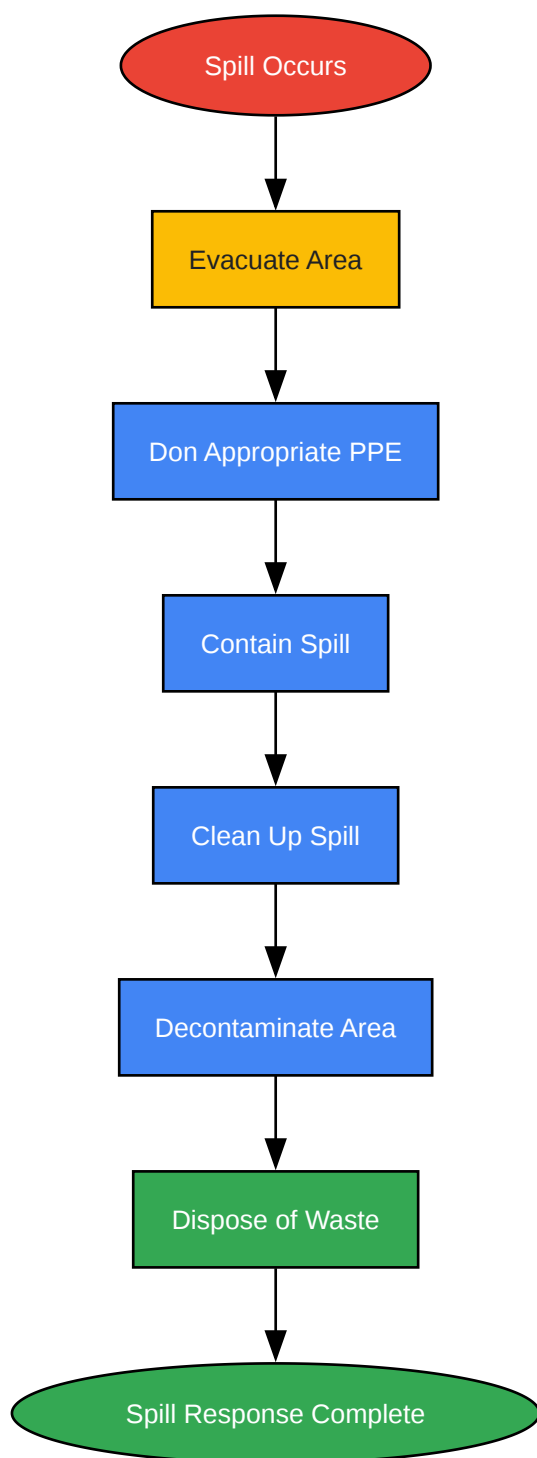 Spill Occurs
Evacuate Area
Don Appropriate PPE
Contain Spill
Clean Up Spill
Decontaminate Area
Dispose of Waste
Spill Response Complete